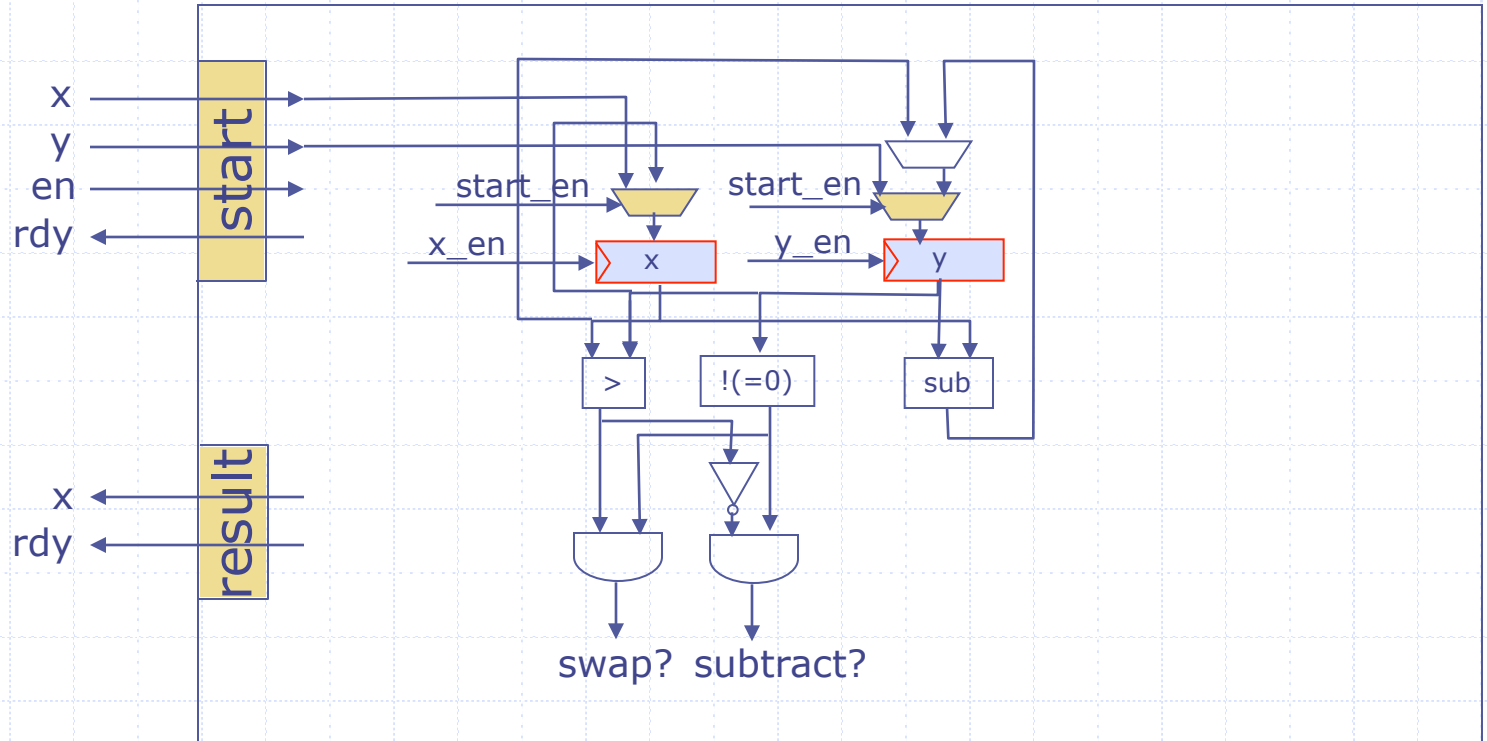 x
y
en
rdy
start
start_en
start_en
x_en
y_en
x
y
>
!(=0)
sub
result
x
rdy
swap?
subtract?